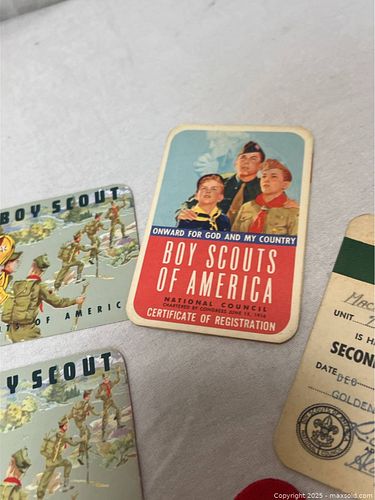 BOY SCOUT
OF AMERIC
Y SCOUT
ONWARD FOR GOD AND MY COUNTRY
BOY SCOUTS
OF AMERICA
NATIONAL COUNCIL
CHARTERED BY CONGRESS JUNE 15, 1916
CERTIFICATE OF REGISTRATION
UNIT
IS H
SECON
DATE DEC
GOLDEN
Copyright 2025 - maxsold.com